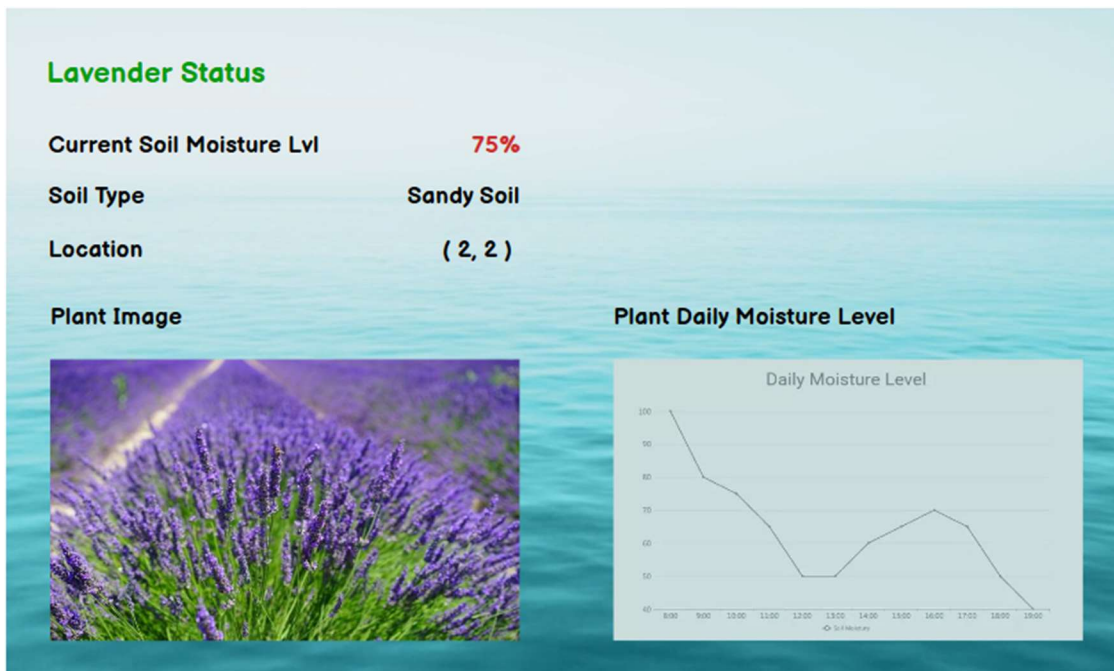 Lavender Status
Current Soil Moisture Lvl 75%
Soil Type Sandy Soil
Location ( 2, 2 )
Plant Image
Plant Daily Moisture Level
Daily Moisture Level
100
90
80
70
60
50
40
8:00 9:00 10:00 11:00 12:00 13:00 14:00 15:00 16:00 17:00 18:00 19:00
Soil Moisture